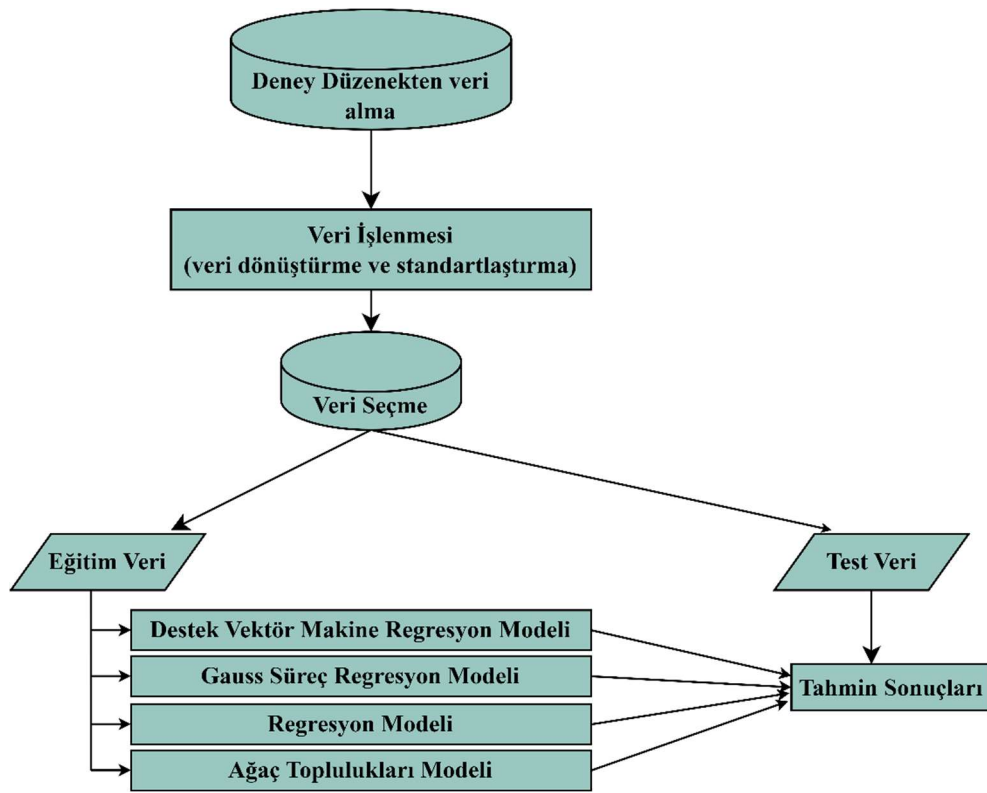 Deney Düzenekten veri
alma
Veri İşlenmesi
(veri dönüştürme ve standartlaştırma)
Veri Seçme
Eğitim Veri
Test Veri
Destek Vektör Makine Regresyon Modeli
Gauss Süreç Regresyon Modeli
Regresyon Modeli
Ağaç Toplulukları Modeli
Tahmin Sonuçları